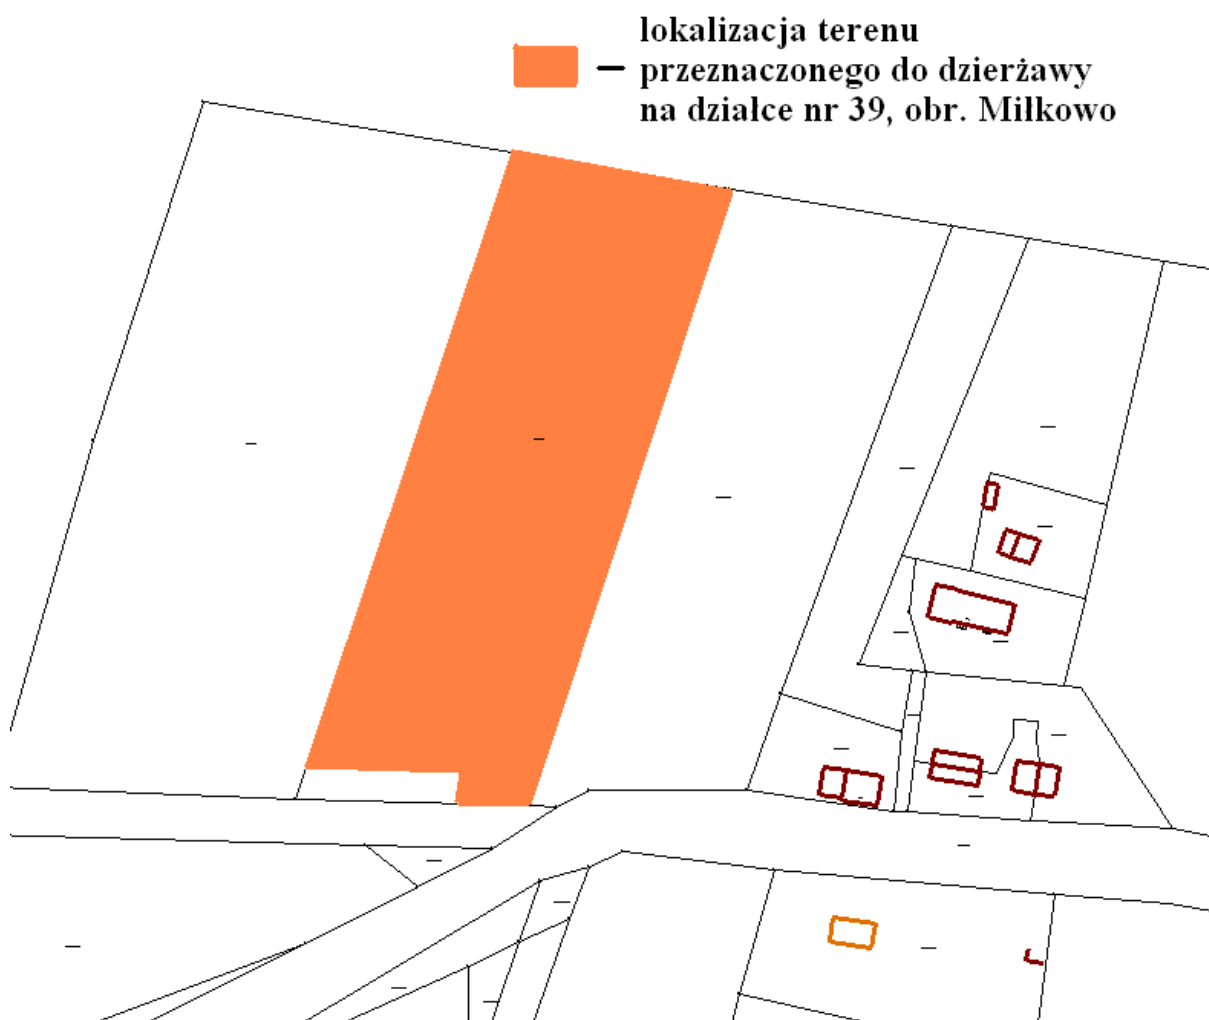 lokalizacja terenu
— przeznaczonego do dzierżawy
na działce nr 39, obr. Miłkowo